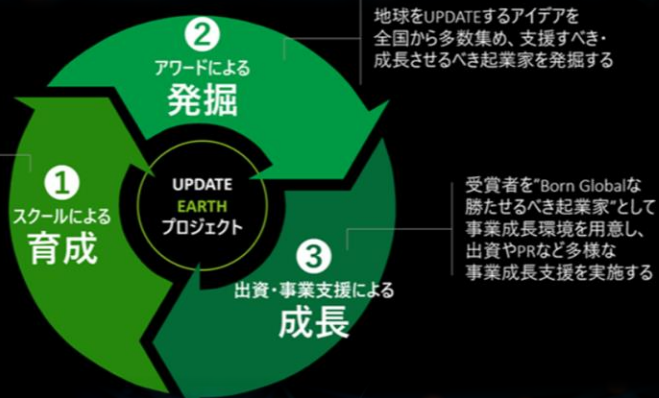 ❷
アワードによる
発掘
地球をUPDATEするアイデアを
全国から多数集め、支援すべき・
成長させるべき起業家を発掘する
❶
スクールによる
育成
UPDATE
EARTH
プロジェクト
❸
出資・事業支援による
成長
受賞者を“Born Globalな
勝たせるべき起業家”として
事業成長環境を用意し、
出資やPRなど多様な
事業成長支援を実施する